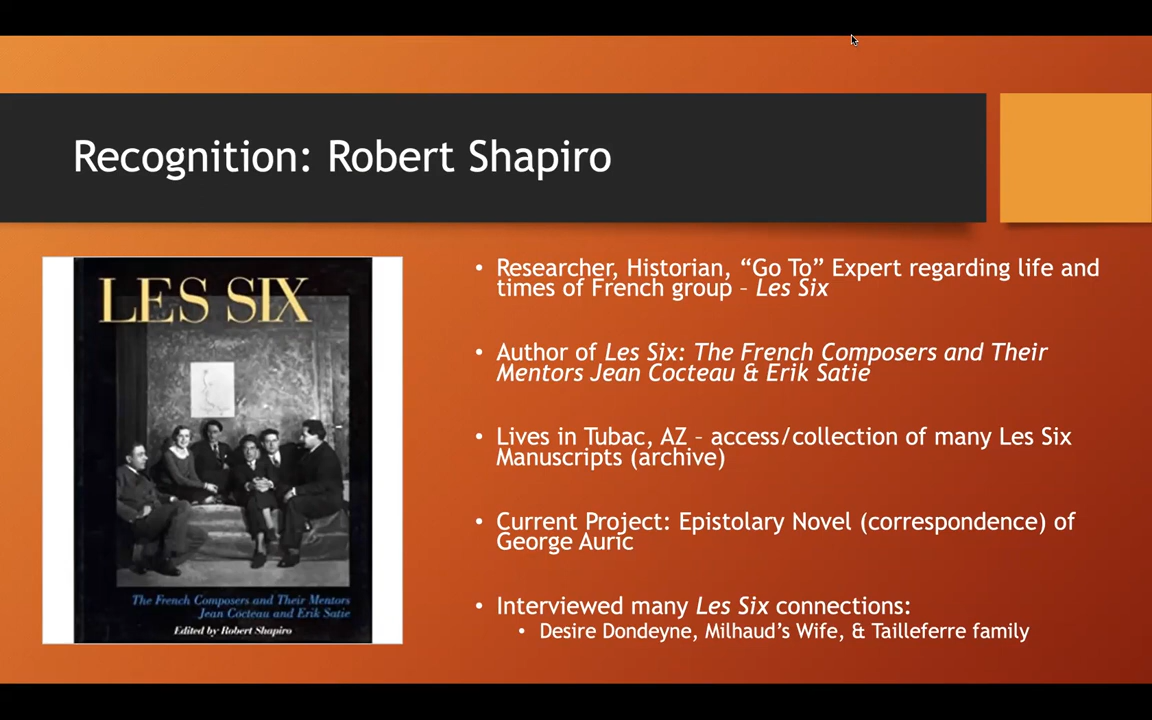 Recognition: Robert Shapiro
LES SIX
The French Composers and Their Mentors
Jean Cocteau and Erik Satie
Edited by Robert Shapiro
• Researcher, Historian, “Go To” Expert regarding life and
times of French group – Les Six
• Author of Les Six: The French Composers and Their
Mentors Jean Cocteau & Erik Satie
• Lives in Tubac, AZ – access/collection of many Les Six
Manuscripts (archive)
• Current Project: Epistolary Novel (correspondence) of
George Auric
• Interviewed many Les Six connections:
• Desire Dondeyne, Milhaud’s Wife, & Tailleferre family